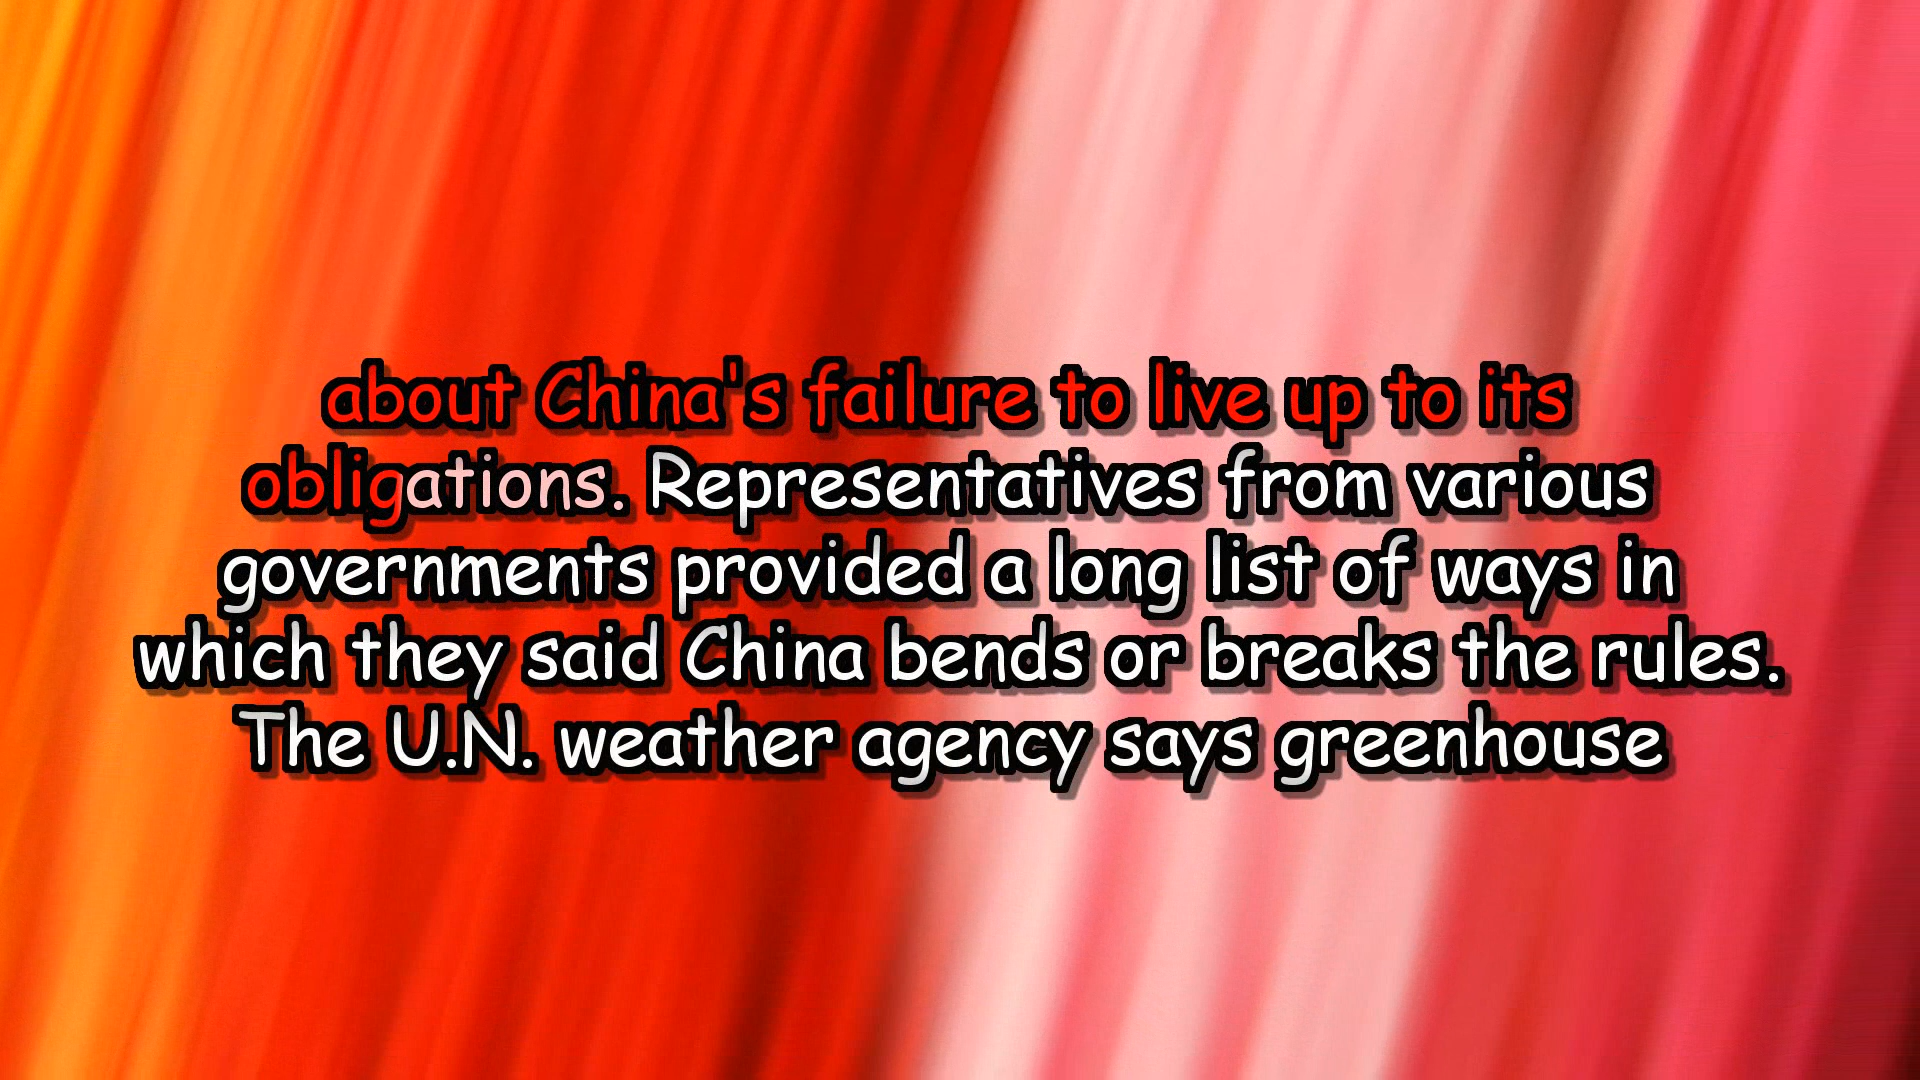 about China's failure to live up to its
obligations. Representatives from various
governments provided a long list of ways in
which they said China bends or breaks the rules.
The U.N. weather agency says greenhouse